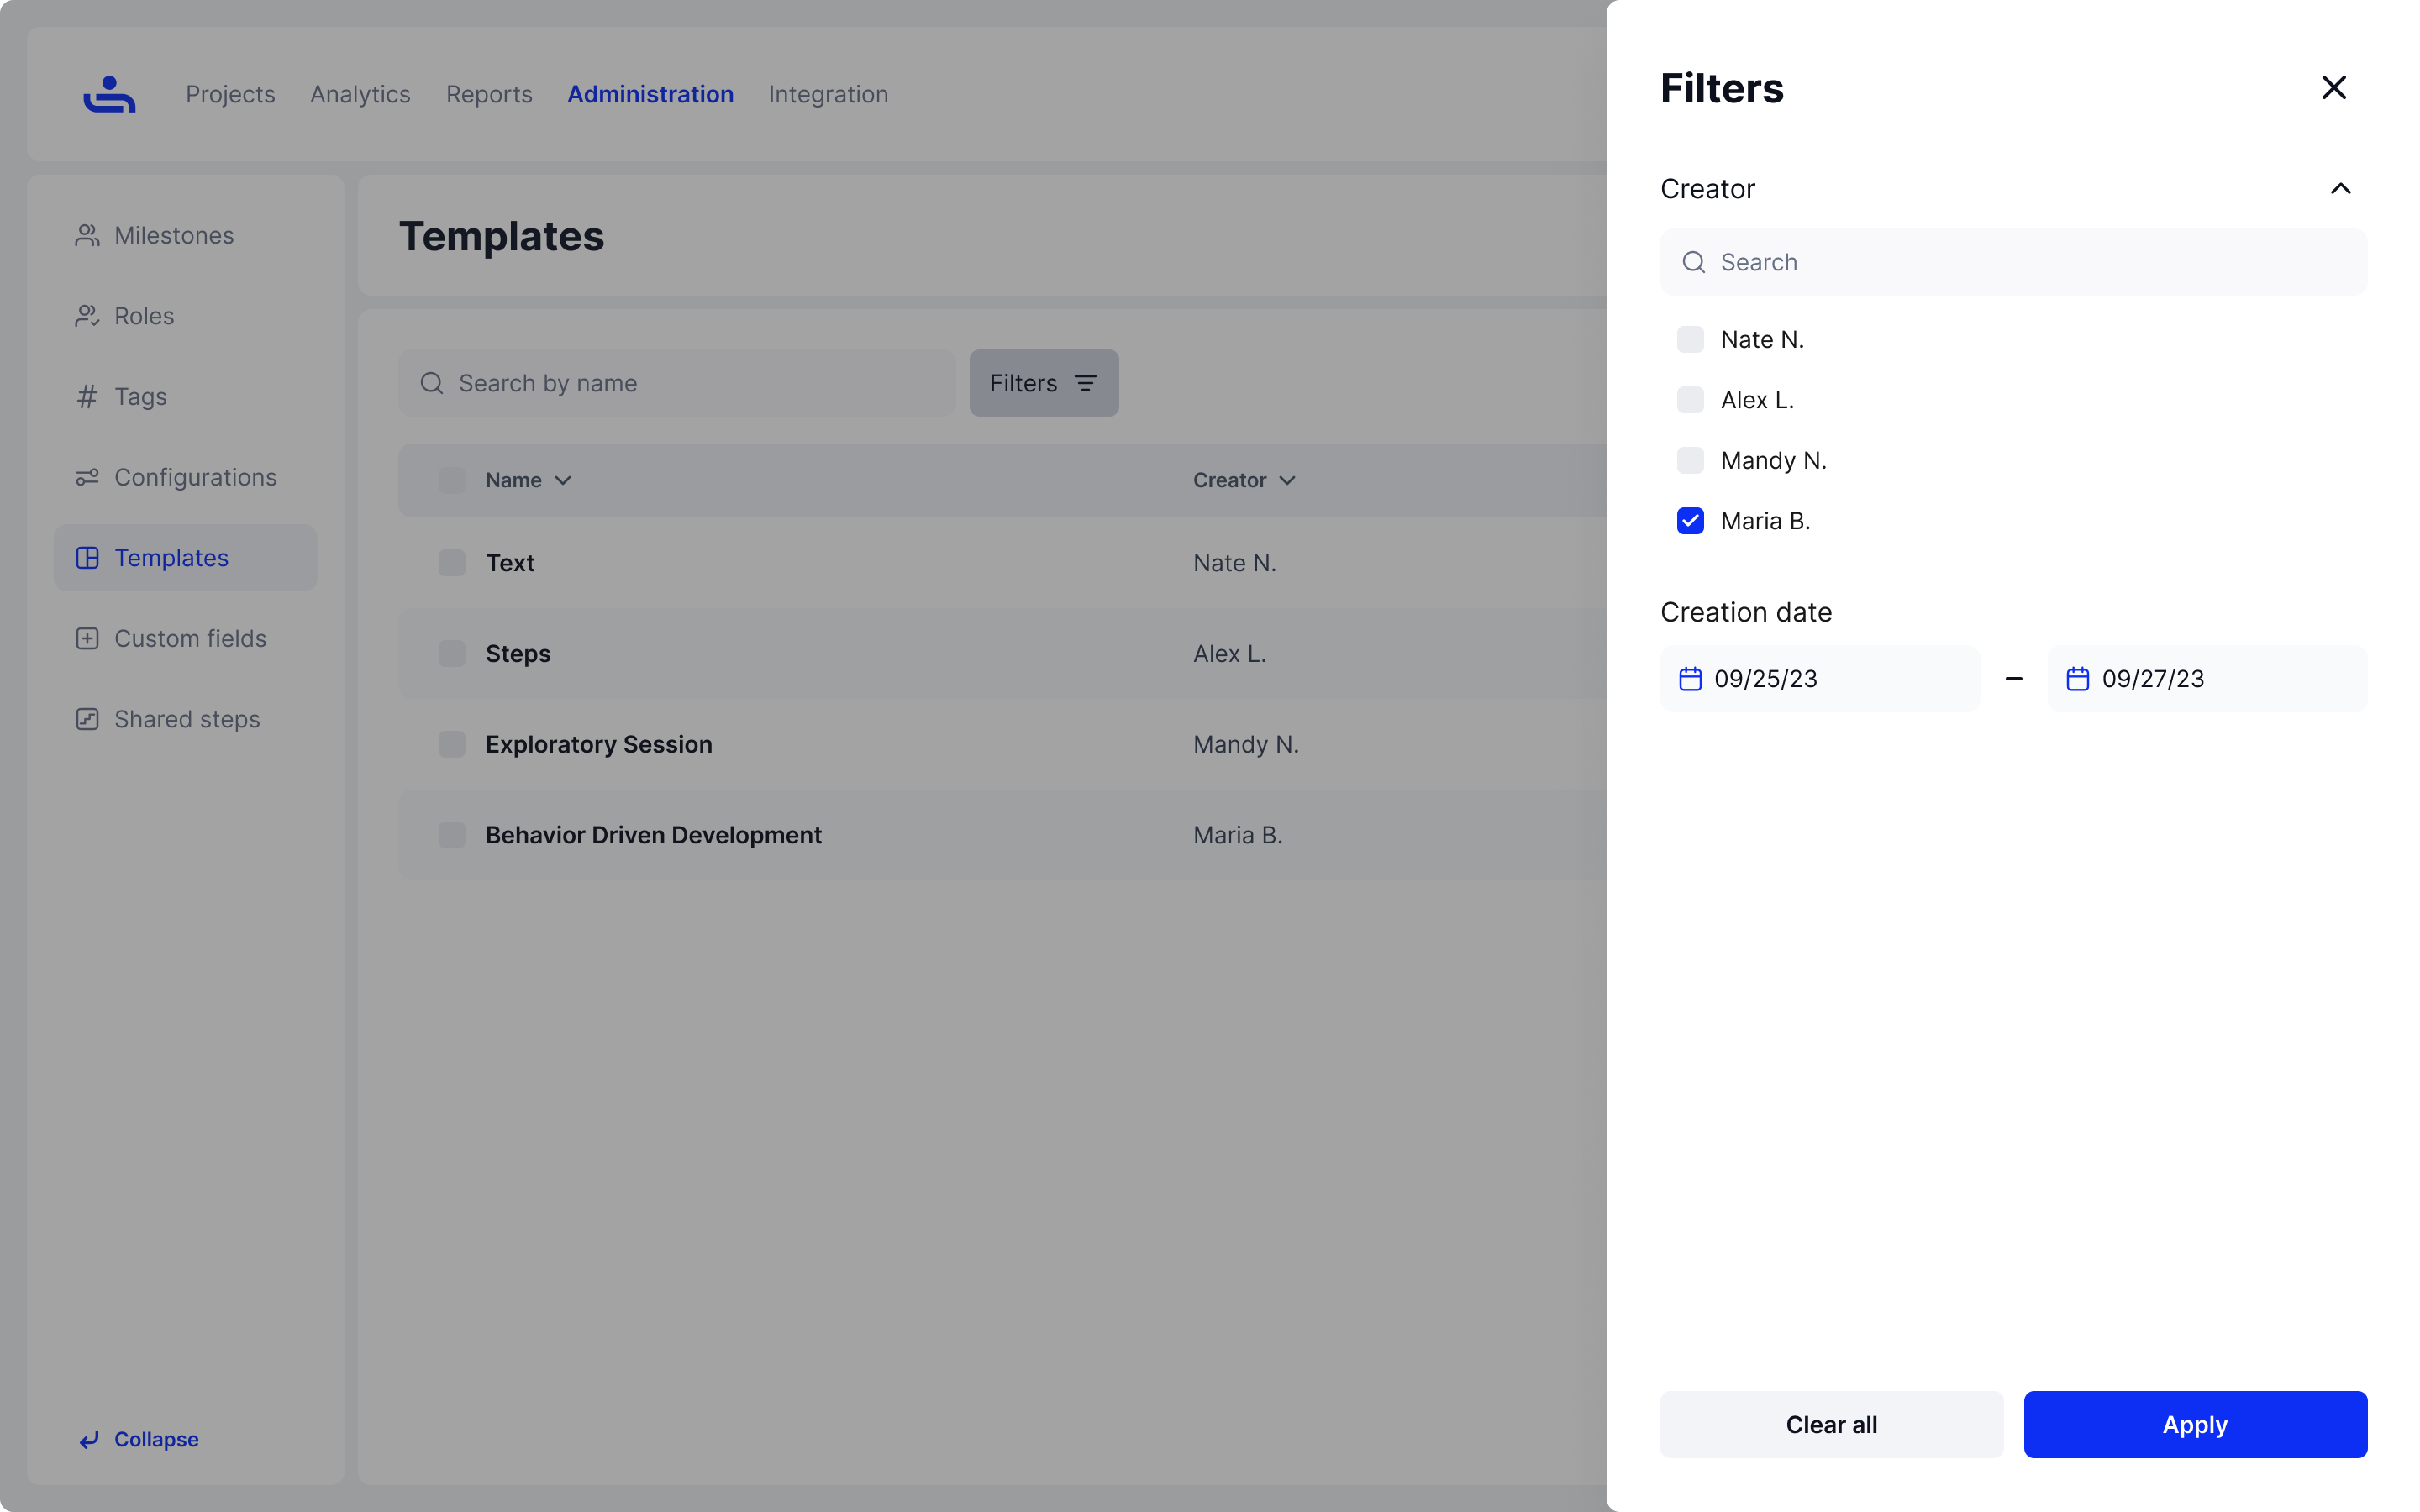 Projects
Analytics
Reports
Administration
Integration
Milestones
Roles
Tags
Configurations
Templates
Custom fields
Shared steps
Collapse
Templates
Search by name
Filters
Name
Creator
Text
Nate N.
Steps
Alex L.
Exploratory Session
Mandy N.
Behavior Driven Development
Maria B.
Filters
Creator
Search
Nate N.
Alex L.
Mandy N.
Maria B.
Creation date
09/25/23 – 09/27/23
Clear all
Apply